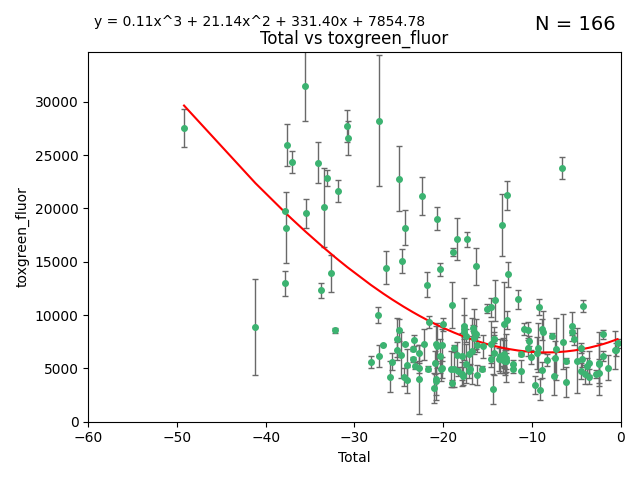 y = 0.11x^3 + 21.14x^2 + 331.40x + 7854.78
N = 166
Total vs toxgreen_fluor
30000
25000
20000
15000
10000
5000
0
toxgreen_fluor
−60
−50
−40
−30
−20
−10
0
Total